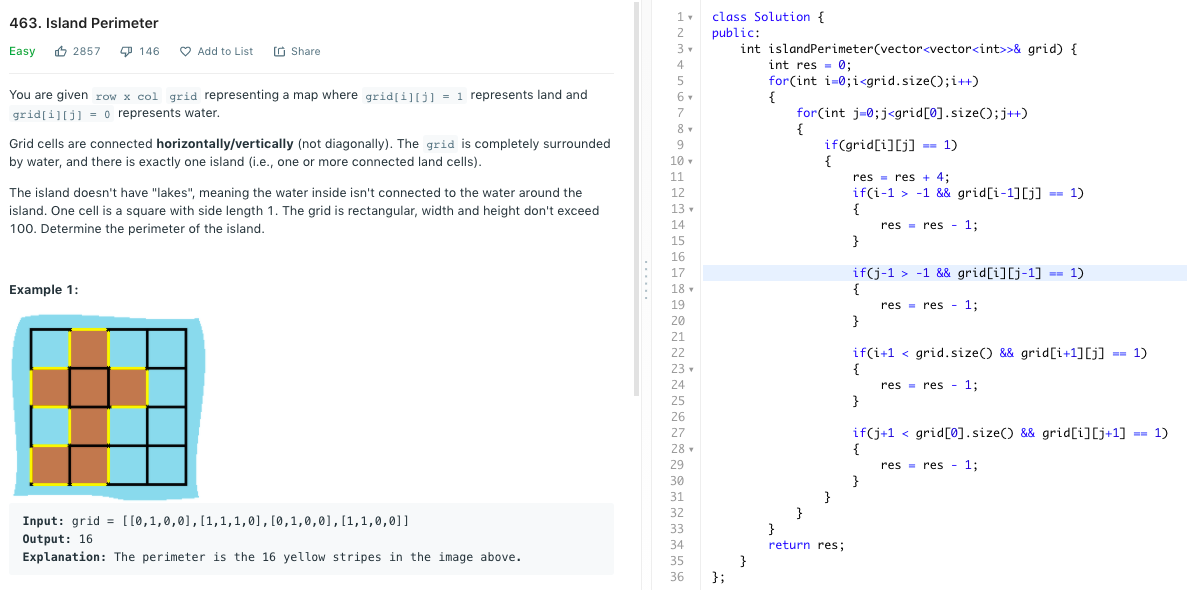 463. Island Perimeter
Easy 2857 146 Add to List Share
You are given row x col grid representing a map where grid[i][j] = 1 represents land and
grid[i][j] = 0 represents water.
Grid cells are connected horizontally/vertically (not diagonally). The grid is completely surrounded
by water, and there is exactly one island (i.e., one or more connected land cells).
The island doesn't have "lakes", meaning the water inside isn't connected to the water around the
island. One cell is a square with side length 1. The grid is rectangular, width and height don't exceed
100. Determine the perimeter of the island.
Example 1:
Input: grid = [[0,1,0,0],[1,1,1,0],[0,1,0,0],[1,1,0,0]]
Output: 16
Explanation: The perimeter is the 16 yellow stripes in the image above.
1 class Solution {
2 public:
3     int islandPerimeter(vector<vector<int>>& grid) {
4         int res = 0;
5         for(int i=0;i<grid.size();i++)
6         {
7             for(int j=0;j<grid[0].size();j++)
8             {
9                 if(grid[i][j] == 1)
10                 {
11                     res = res + 4;
12                     if(i-1 > -1 && grid[i-1][j] == 1)
13                     {
14                         res = res - 1;
15                     }
16
17                     if(j-1 > -1 && grid[i][j-1] == 1)
18                     {
19                         res = res - 1;
20                     }
21
22                     if(i+1 < grid.size() && grid[i+1][j] == 1)
23                     {
24                         res = res - 1;
25                     }
26
27                     if(j+1 < grid[0].size() && grid[i][j+1] == 1)
28                     {
29                         res = res - 1;
30                     }
31                 }
32             }
33         }
34         return res;
35     }
36 };